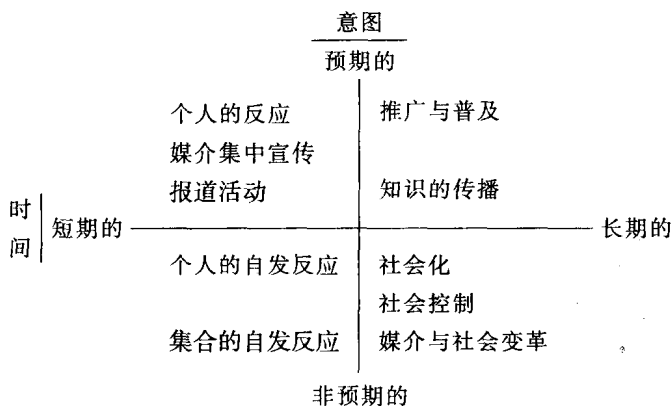 意图
预期的
个人的反应 推广与普及
媒介集中宣传
报道活动 知识的传播
时间 短期的 长期的
个人的自发反应 社会化
社会控制
集合的自发反应 媒介与社会变革
非预期的